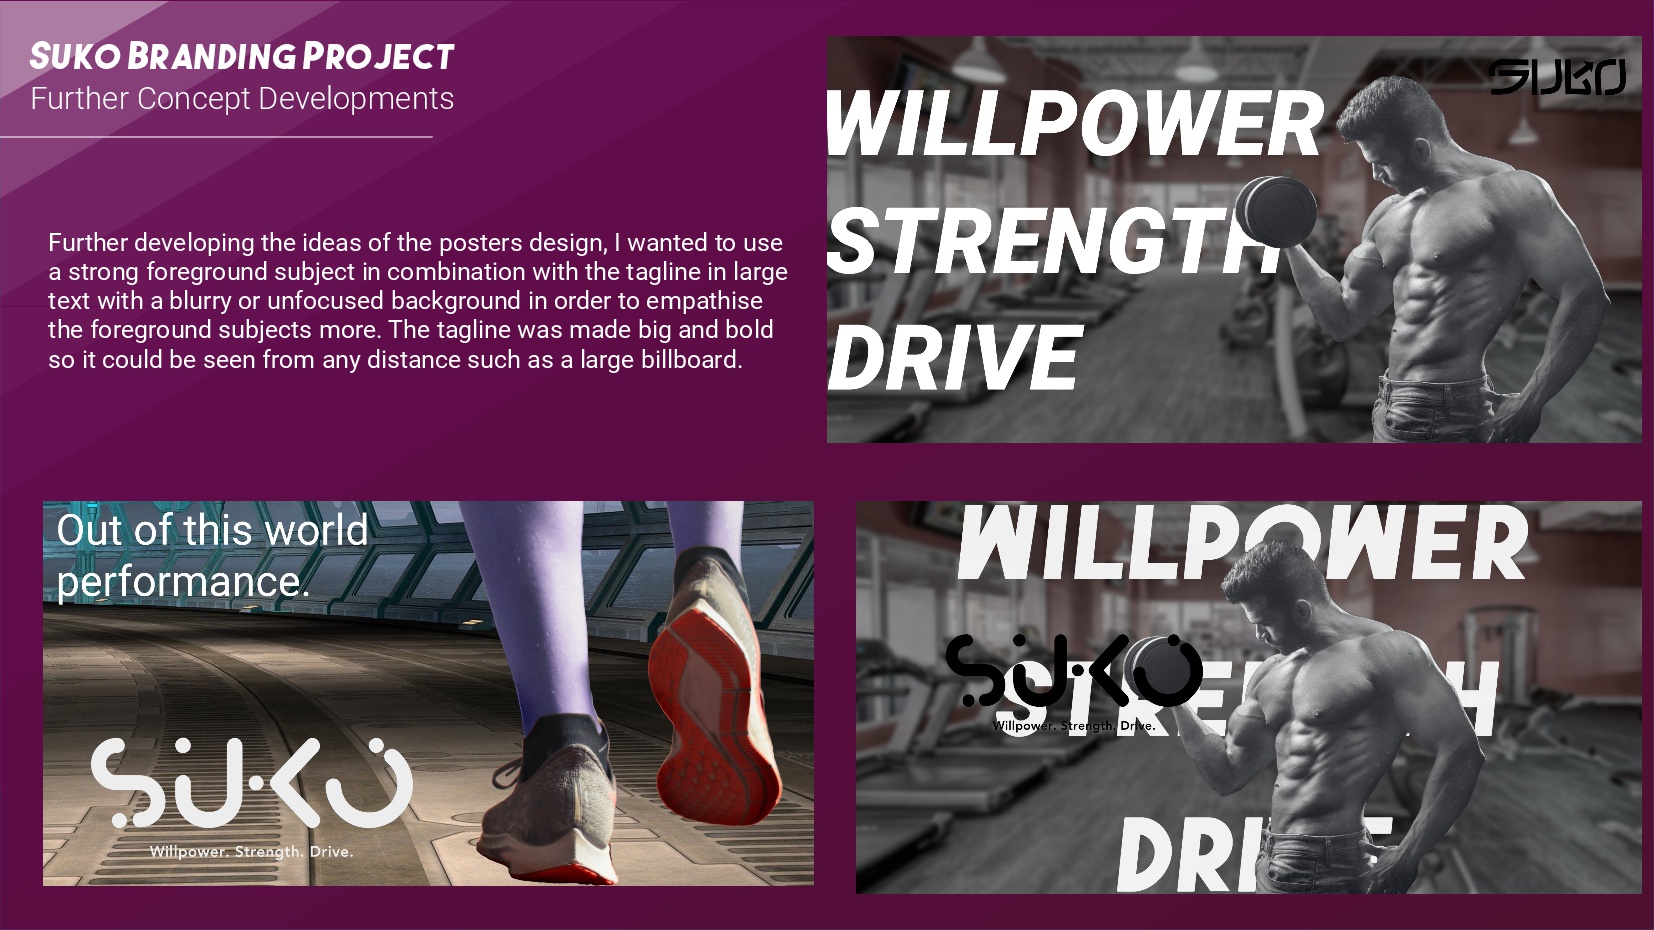 SUKO BRANDING PROJECT
Further Concept Developments
Further developing the ideas of the posters design, I wanted to use
a strong foreground subject in combination with the tagline in large
text with a blurry or unfocused background in order to empathise
the foreground subjects more. The tagline was made big and bold
so it could be seen from any distance such as a large billboard.
SUKO
WILLPOWER
STRENGTH
DRIVE
Out of this world
performance.
SUKO
Willpower. Strength. Drive.
WILLPOWER
SUKO
STRENGTH
Willpower. Strength. Drive.
DRIVE